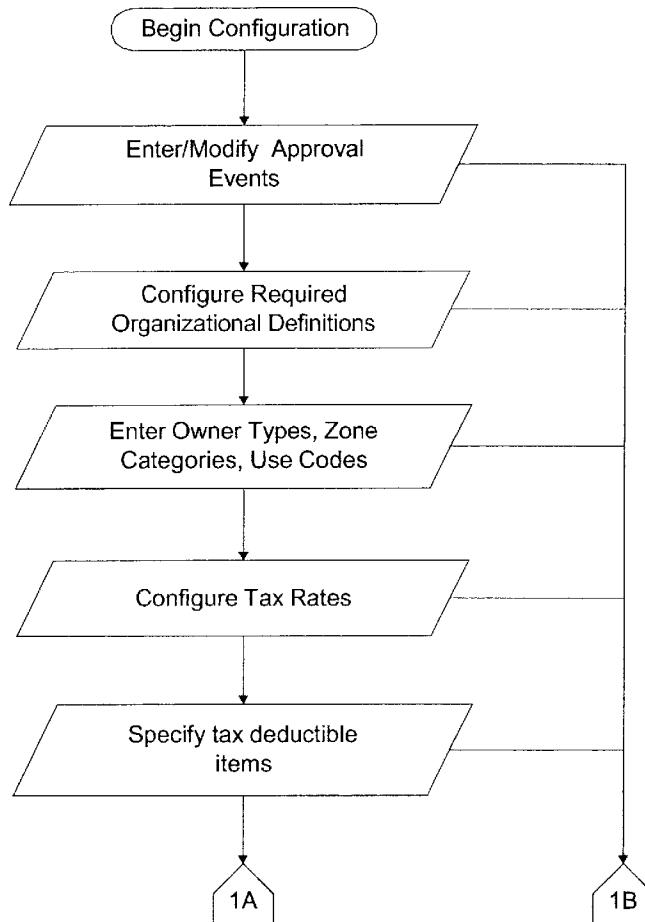 Begin Configuration
Enter/Modify Approval
Events
Configure Required
Organizational Definitions
Enter Owner Types, Zone
Categories, Use Codes
Configure Tax Rates
Specify tax deductible
items
1A
1B